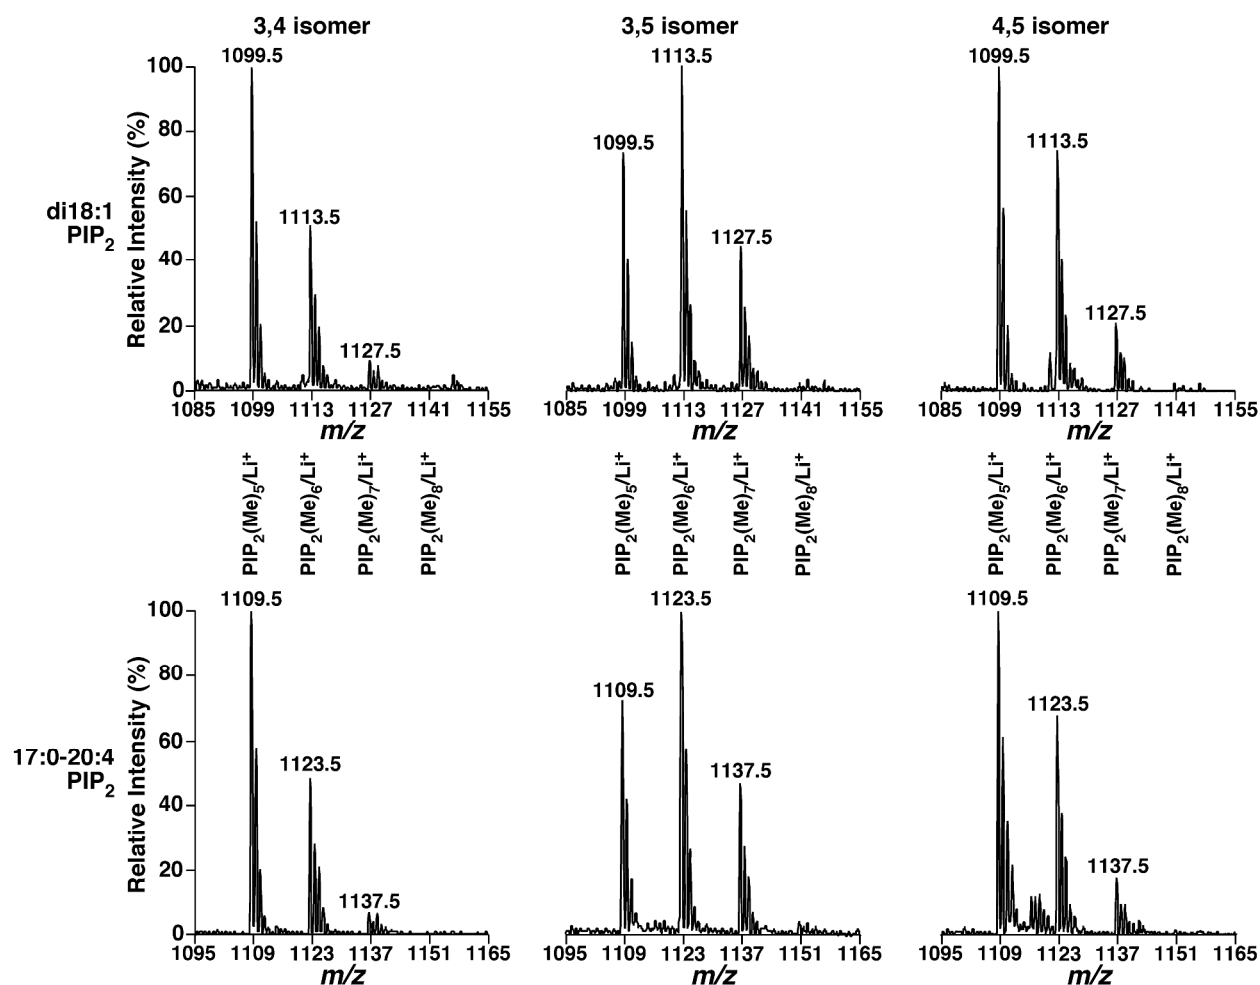 3,4 isomer 3,5 isomer 4,5 isomer
1099.5 1113.5 1099.5
100
80
60
40
20
0
Relative Intensity (%)
di18:1
PIP2
1113.5
1127.5
1099.5
1127.5
1113.5
1127.5
1085 1099 1113 1127 1141 1155
m/z
1085 1099 1113 1127 1141 1155
m/z
1085 1099 1113 1127 1141 1155
m/z
PIP2(Me)5/Li+
PIP2(Me)6/Li+
PIP2(Me)7/Li+
PIP2(Me)8/Li+
PIP2(Me)5/Li+
PIP2(Me)6/Li+
PIP2(Me)7/Li+
PIP2(Me)8/Li+
PIP2(Me)5/Li+
PIP2(Me)6/Li+
PIP2(Me)7/Li+
PIP2(Me)8/Li+
1109.5 1123.5 1109.5
100
80
60
40
20
0
Relative Intensity (%)
17:0-20:4
PIP2
1123.5
1137.5
1109.5
1137.5
1123.5
1137.5
1095 1109 1123 1137 1151 1165
m/z
1095 1109 1123 1137 1151 1165
m/z
1095 1109 1123 1137 1151 1165
m/z